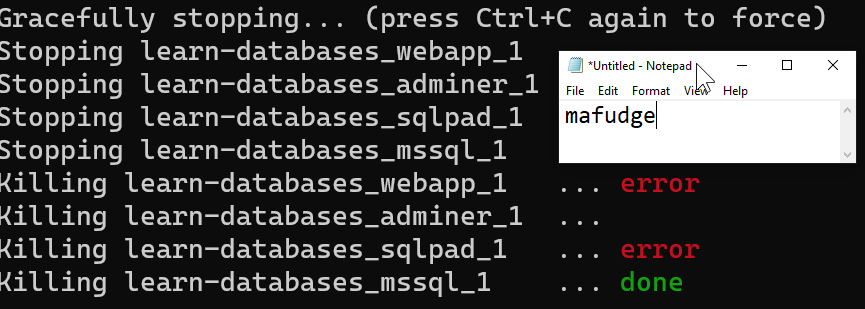 Gracefully stopping... (press Ctrl+C again to force)
Stopping learn-databases_webapp_1
Stopping learn-databases_adminer_1
Stopping learn-databases_sqlpad_1
Stopping learn-databases_mssql_1
Killing learn-databases_webapp_1 ... error
Killing learn-databases_adminer_1 ...
Killing learn-databases_sqlpad_1 ... error
Killing learn-databases_mssql_1 ... done
*Untitled - Notepad
File Edit Format View Help
mafudge